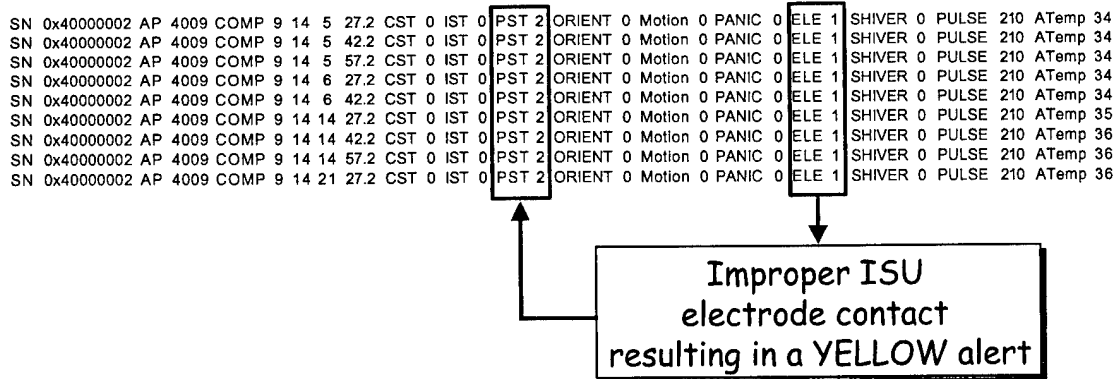 SN 0x40000002 AP 4009 COMP 9 14 5 27.2 CST 0 IST 0 PST 2 ORIENT 0 Motion 0 PANIC 0 ELE 1 SHIVER 0 PULSE 210 ATemp 34
SN 0x40000002 AP 4009 COMP 9 14 5 42.2 CST 0 IST 0 PST 2 ORIENT 0 Motion 0 PANIC 0 ELE 1 SHIVER 0 PULSE 210 ATemp 34
SN 0x40000002 AP 4009 COMP 9 14 5 57.2 CST 0 IST 0 PST 2 ORIENT 0 Motion 0 PANIC 0 ELE 1 SHIVER 0 PULSE 210 ATemp 34
SN 0x40000002 AP 4009 COMP 9 14 6 27.2 CST 0 IST 0 PST 2 ORIENT 0 Motion 0 PANIC 0 ELE 1 SHIVER 0 PULSE 210 ATemp 34
SN 0x40000002 AP 4009 COMP 9 14 6 42.2 CST 0 IST 0 PST 2 ORIENT 0 Motion 0 PANIC 0 ELE 1 SHIVER 0 PULSE 210 ATemp 34
SN 0x40000002 AP 4009 COMP 9 14 14 27.2 CST 0 IST 0 PST 2 ORIENT 0 Motion 0 PANIC 0 ELE 1 SHIVER 0 PULSE 210 ATemp 35
SN 0x40000002 AP 4009 COMP 9 14 14 42.2 CST 0 IST 0 PST 2 ORIENT 0 Motion 0 PANIC 0 ELE 1 SHIVER 0 PULSE 210 ATemp 36
SN 0x40000002 AP 4009 COMP 9 14 14 57.2 CST 0 IST 0 PST 2 ORIENT 0 Motion 0 PANIC 0 ELE 1 SHIVER 0 PULSE 210 ATemp 36
SN 0x40000002 AP 4009 COMP 9 14 21 27.2 CST 0 IST 0 PST 2 ORIENT 0 Motion 0 PANIC 0 ELE 1 SHIVER 0 PULSE 210 ATemp 36
Improper ISU
electrode contact
resulting in a YELLOW alert